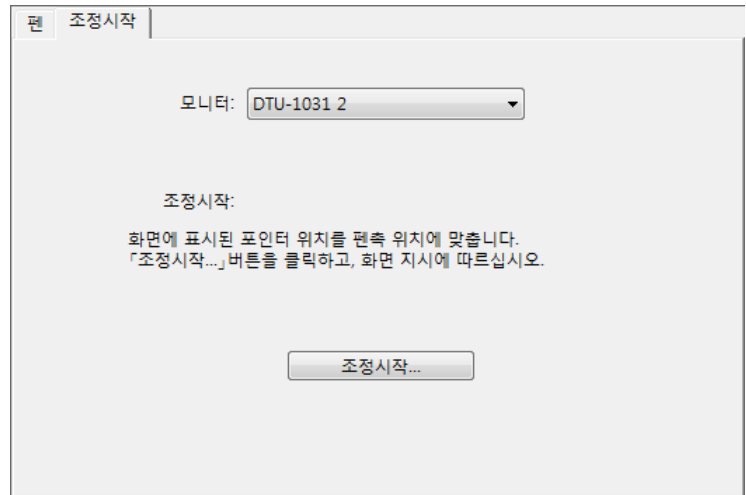 펜 조정시작
모니터: DTU-1031 2
조정시작:
화면에 표시된 포인터 위치를 펜촉 위치에 맞춥니다.
「조정시작...」버튼을 클릭하고, 화면 지시에 따르십시오.
조정시작...